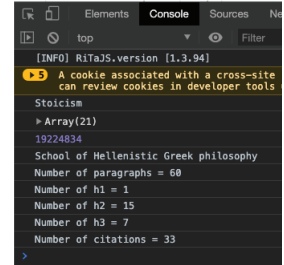 Elements Console Sources Ne
top Filter
[INFO] RiTaJS.version [1.3.94]
5 A cookie associated with a cross-site
can review cookies in developer tools
Stoicism
Array(21)
19224834
School of Hellenistic Greek philosophy
Number of paragraphs = 60
Number of h1 = 1
Number of h2 = 15
Number of h3 = 7
Number of citations = 33